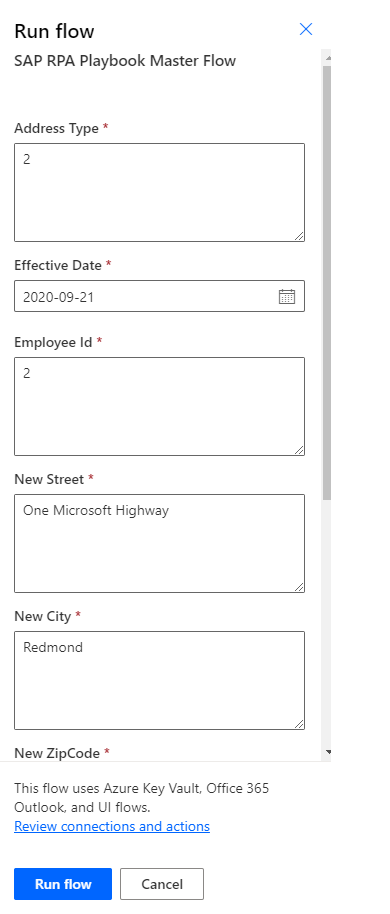 Run flow
SAP RPA Playbook Master Flow
Address Type *
2
Effective Date *
2020-09-21
Employee Id *
2
New Street *
One Microsoft Highway
New City *
Redmond
New ZipCode *
This flow uses Azure Key Vault, Office 365
Outlook, and UI flows.
Review connections and actions
Run flow
Cancel